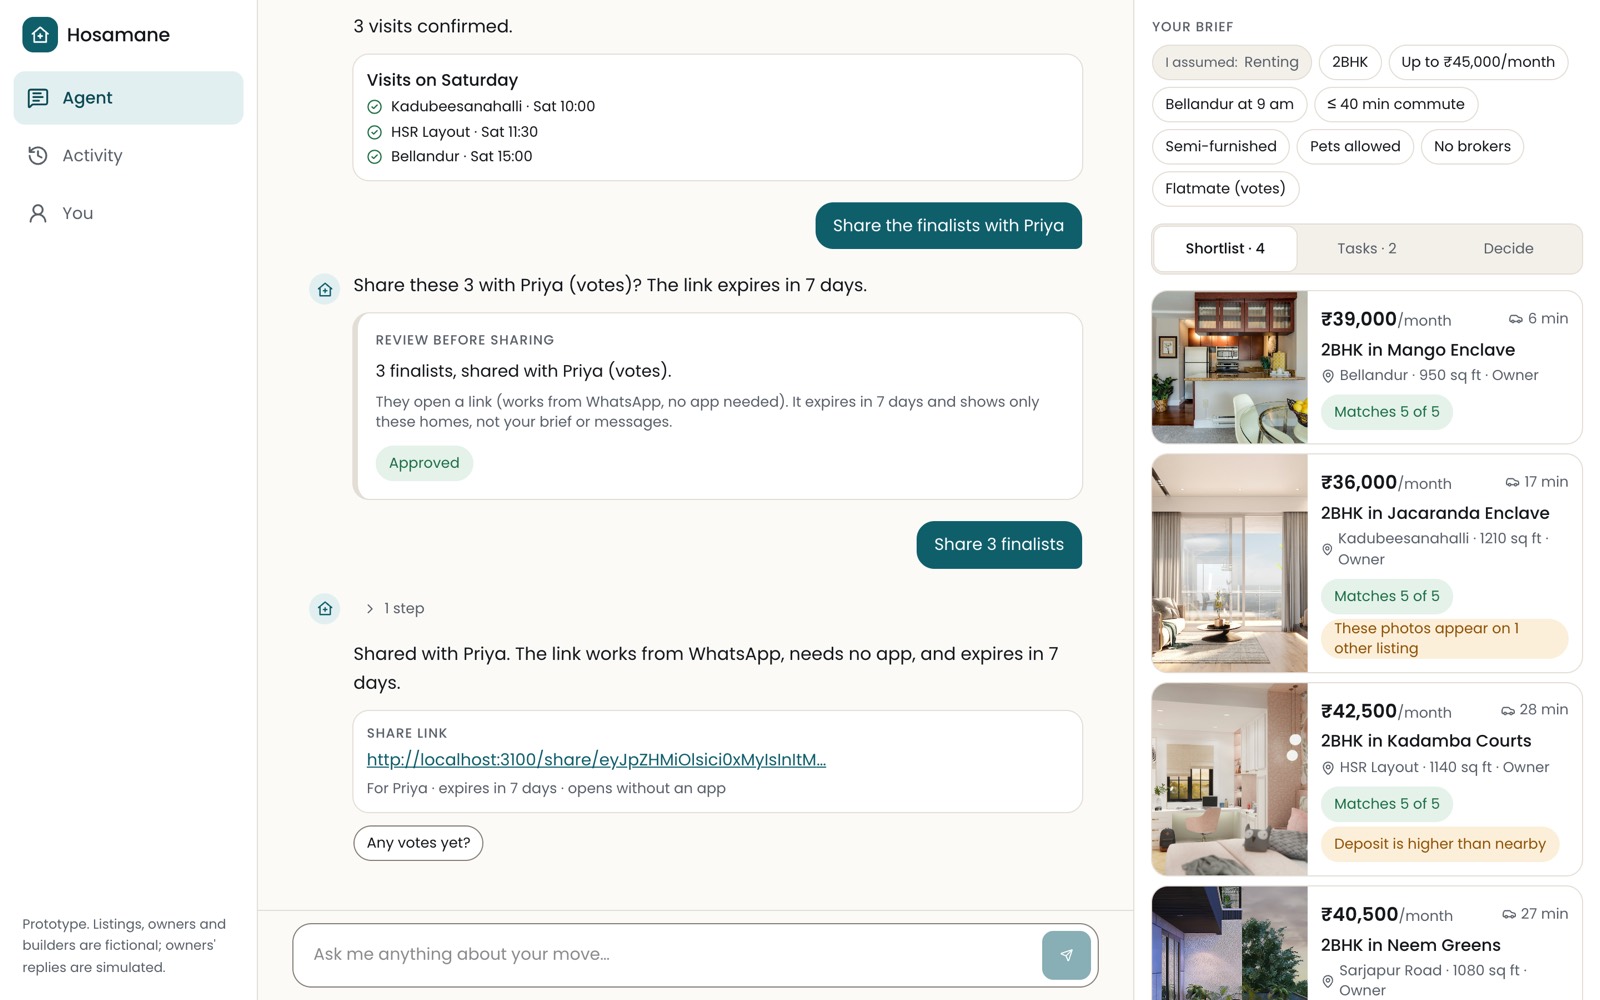 Hosamane
Agent
Activity
You
Prototype. Listings, owners and
builders are fictional; owners'
replies are simulated.
3 visits confirmed.
Visits on Saturday
Kadubeesanahalli · Sat 10:00
HSR Layout · Sat 11:30
Bellandur · Sat 15:00
Share the finalists with Priya
Share these 3 with Priya (votes)? The link expires in 7 days.
REVIEW BEFORE SHARING
3 finalists, shared with Priya (votes).
They open a link (works from WhatsApp, no app needed). It expires in 7 days and shows only
these homes, not your brief or messages.
Approved
Share 3 finalists
1 step
Shared with Priya. The link works from WhatsApp, needs no app, and expires in 7
days.
SHARE LINK
http://localhost:3100/share/eyJpZHMiOlsici0xMyIsInItM...
For Priya · expires in 7 days · opens without an app
Any votes yet?
Ask me anything about your move...
YOUR BRIEF
I assumed: Renting
2BHK
Up to ₹45,000/month
Bellandur at 9 am
≤ 40 min commute
Semi-furnished
Pets allowed
No brokers
Flatmate (votes)
Shortlist · 4
Tasks · 2
Decide
₹39,000/month
6 min
2BHK in Mango Enclave
Bellandur · 950 sq ft · Owner
Matches 5 of 5
₹36,000/month
17 min
2BHK in Jacaranda Enclave
Kadubeesanahalli · 1210 sq ft ·
Owner
Matches 5 of 5
These photos appear on 1
other listing
₹42,500/month
28 min
2BHK in Kadamba Courts
HSR Layout · 1140 sq ft · Owner
Matches 5 of 5
Deposit is higher than nearby
₹40,500/month
27 min
2BHK in Neem Greens
Sarjapur Road · 1080 sq ft ·
Owner